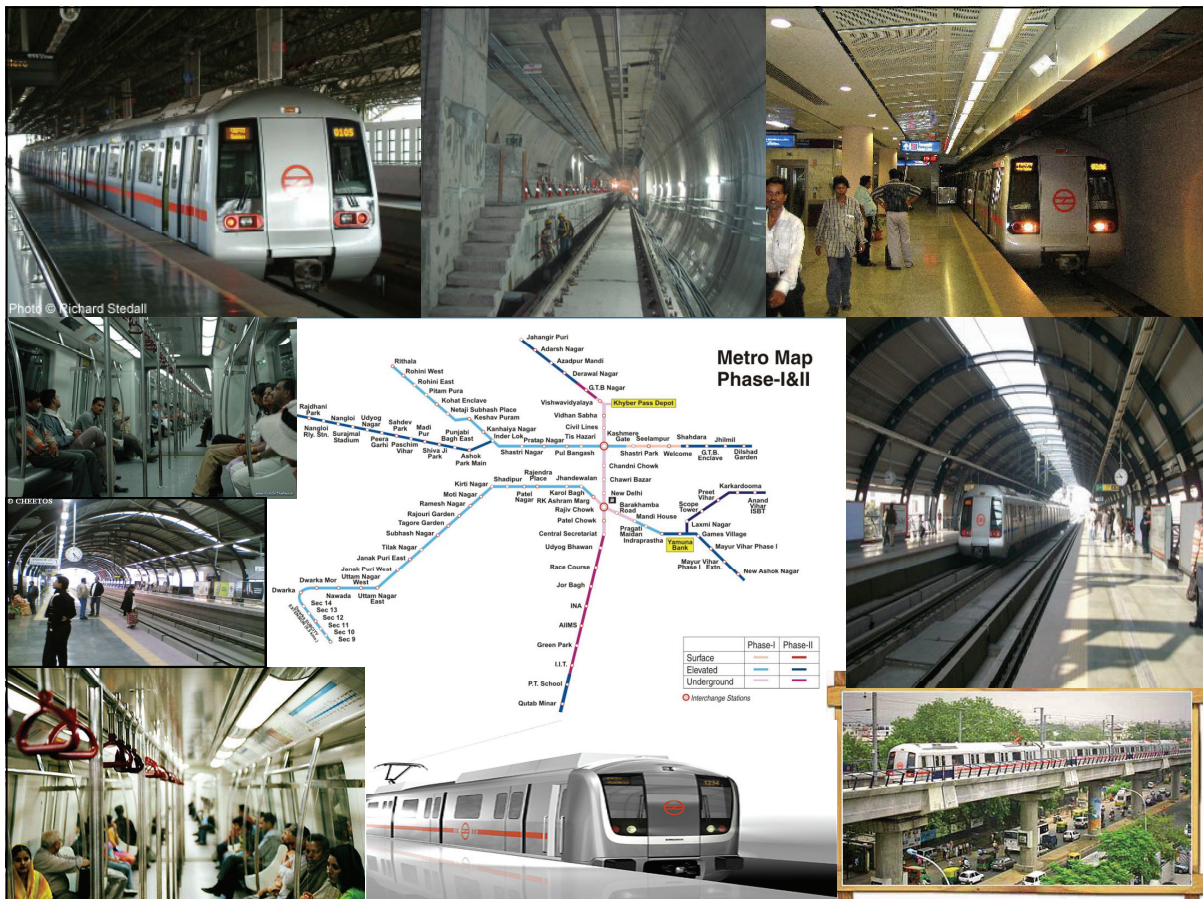 0105
Photo © Richard Stedall
© CHEETOS
Metro Map
Phase-I&II
Jahangir Puri
Adarsh Nagar
Azadpur Mandi
Derawal Nagar
G.T.B Nagar
Vishwavidyalaya
Khyber Pass Depot
Vidhan Sabha
Civil Lines
Kashmere
Gate
Rithala
Rohini West
Rohini East
Pitam Pura
Kohat Enclave
Netaji Subhash Place
Keshav Puram
Kanhaiya Nagar
Inder Lok
Shastri Nagar
Pratap Nagar
Pul Bangash
Tis Hazari
Seelampur
Shastri Park
Shahdara
Welcome
Jhilmil
G.T.B.
Enclave
Dilshad
Garden
Rajdhani
Park
Nangloi
Rly. Stn.
Nangloi
Surajmal
Stadium
Udyog
Nagar
Peera
Garhi
Sahdev
Park
Paschim
Vihar
Madi
Pur
Shiva Ji
Park
Punjabi
Bagh East
Ashok
Park Main
Chandni Chowk
Chawri Bazar
New Delhi
Rajiv Chowk
Patel Chowk
Central Secretariat
Udyog Bhawan
Race Course
Jor Bagh
INA
AIIMS
Green Park
I.I.T.
P.T. School
Qutab Minar
RK Ashram Marg
Karol Bagh
Jhandewalan
Rajendra
Place
Patel
Nagar
Shadipur
Kirti Nagar
Moti Nagar
Ramesh Nagar
Rajouri Garden
Tagore Garden
Subhash Nagar
Tilak Nagar
Janak Puri East
Janak Puri West
Uttam Nagar
East
Uttam Nagar
West
Nawada
Dwarka Mor
Dwarka
Sec 14
Sec 13
Sec 12
Sec 11
Sec 10
Sec 9
Barakhamba
Road
Mandi House
Pragati
Maidan
Indraprastha
Yamuna
Bank
Scope
Tower
Preet
Vihar
Karkardooma
Anand
Vihar
ISBT
Laxmi Nagar
Games Village
Mayur Vihar Phase I
Mayur Vihar
Phase I Extn.
New Ashok Nagar
Phase-I Phase-II
Surface
Elevated
Underground
Interchange Stations
1234